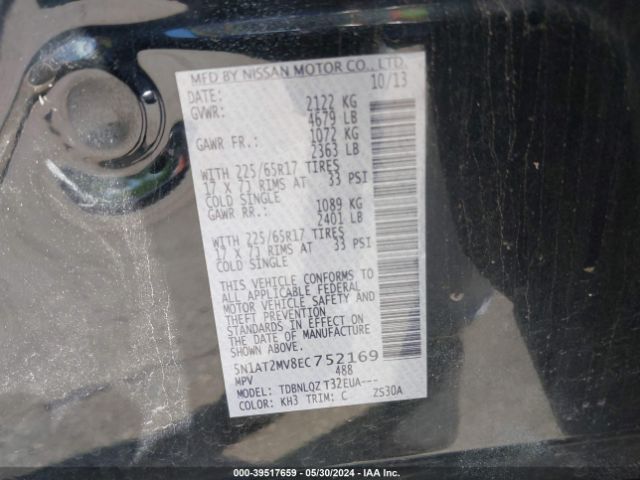 MFD BY NISSAN MOTOR CO., LTD.
DATE: 10/13
GVWR: 2122 KG
4679 LB
GAWR FR.: 1072 KG
2363 LB
WITH 225/65R17 TIRES
17 X 7J RIMS AT 33 PSI
COLD SINGLE
GAWR RR.: 1089 KG
2401 LB
WITH 225/65R17 TIRES
17 X 7J RIMS AT 33 PSI
COLD SINGLE
THIS VEHICLE CONFORMS TO
ALL APPLICABLE FEDERAL
MOTOR VEHICLE SAFETY AND
THEFT PREVENTION
STANDARDS IN EFFECT ON
THE DATE OF MANUFACTURE
SHOWN ABOVE.
5N1AT2MV8EC752169
MPV 488
MODEL: TDBNLQZ T32EUA---
COLOR: KH3 TRIM: C ZS30A
000-39517659 - 05/30/2024 - IAA Inc.